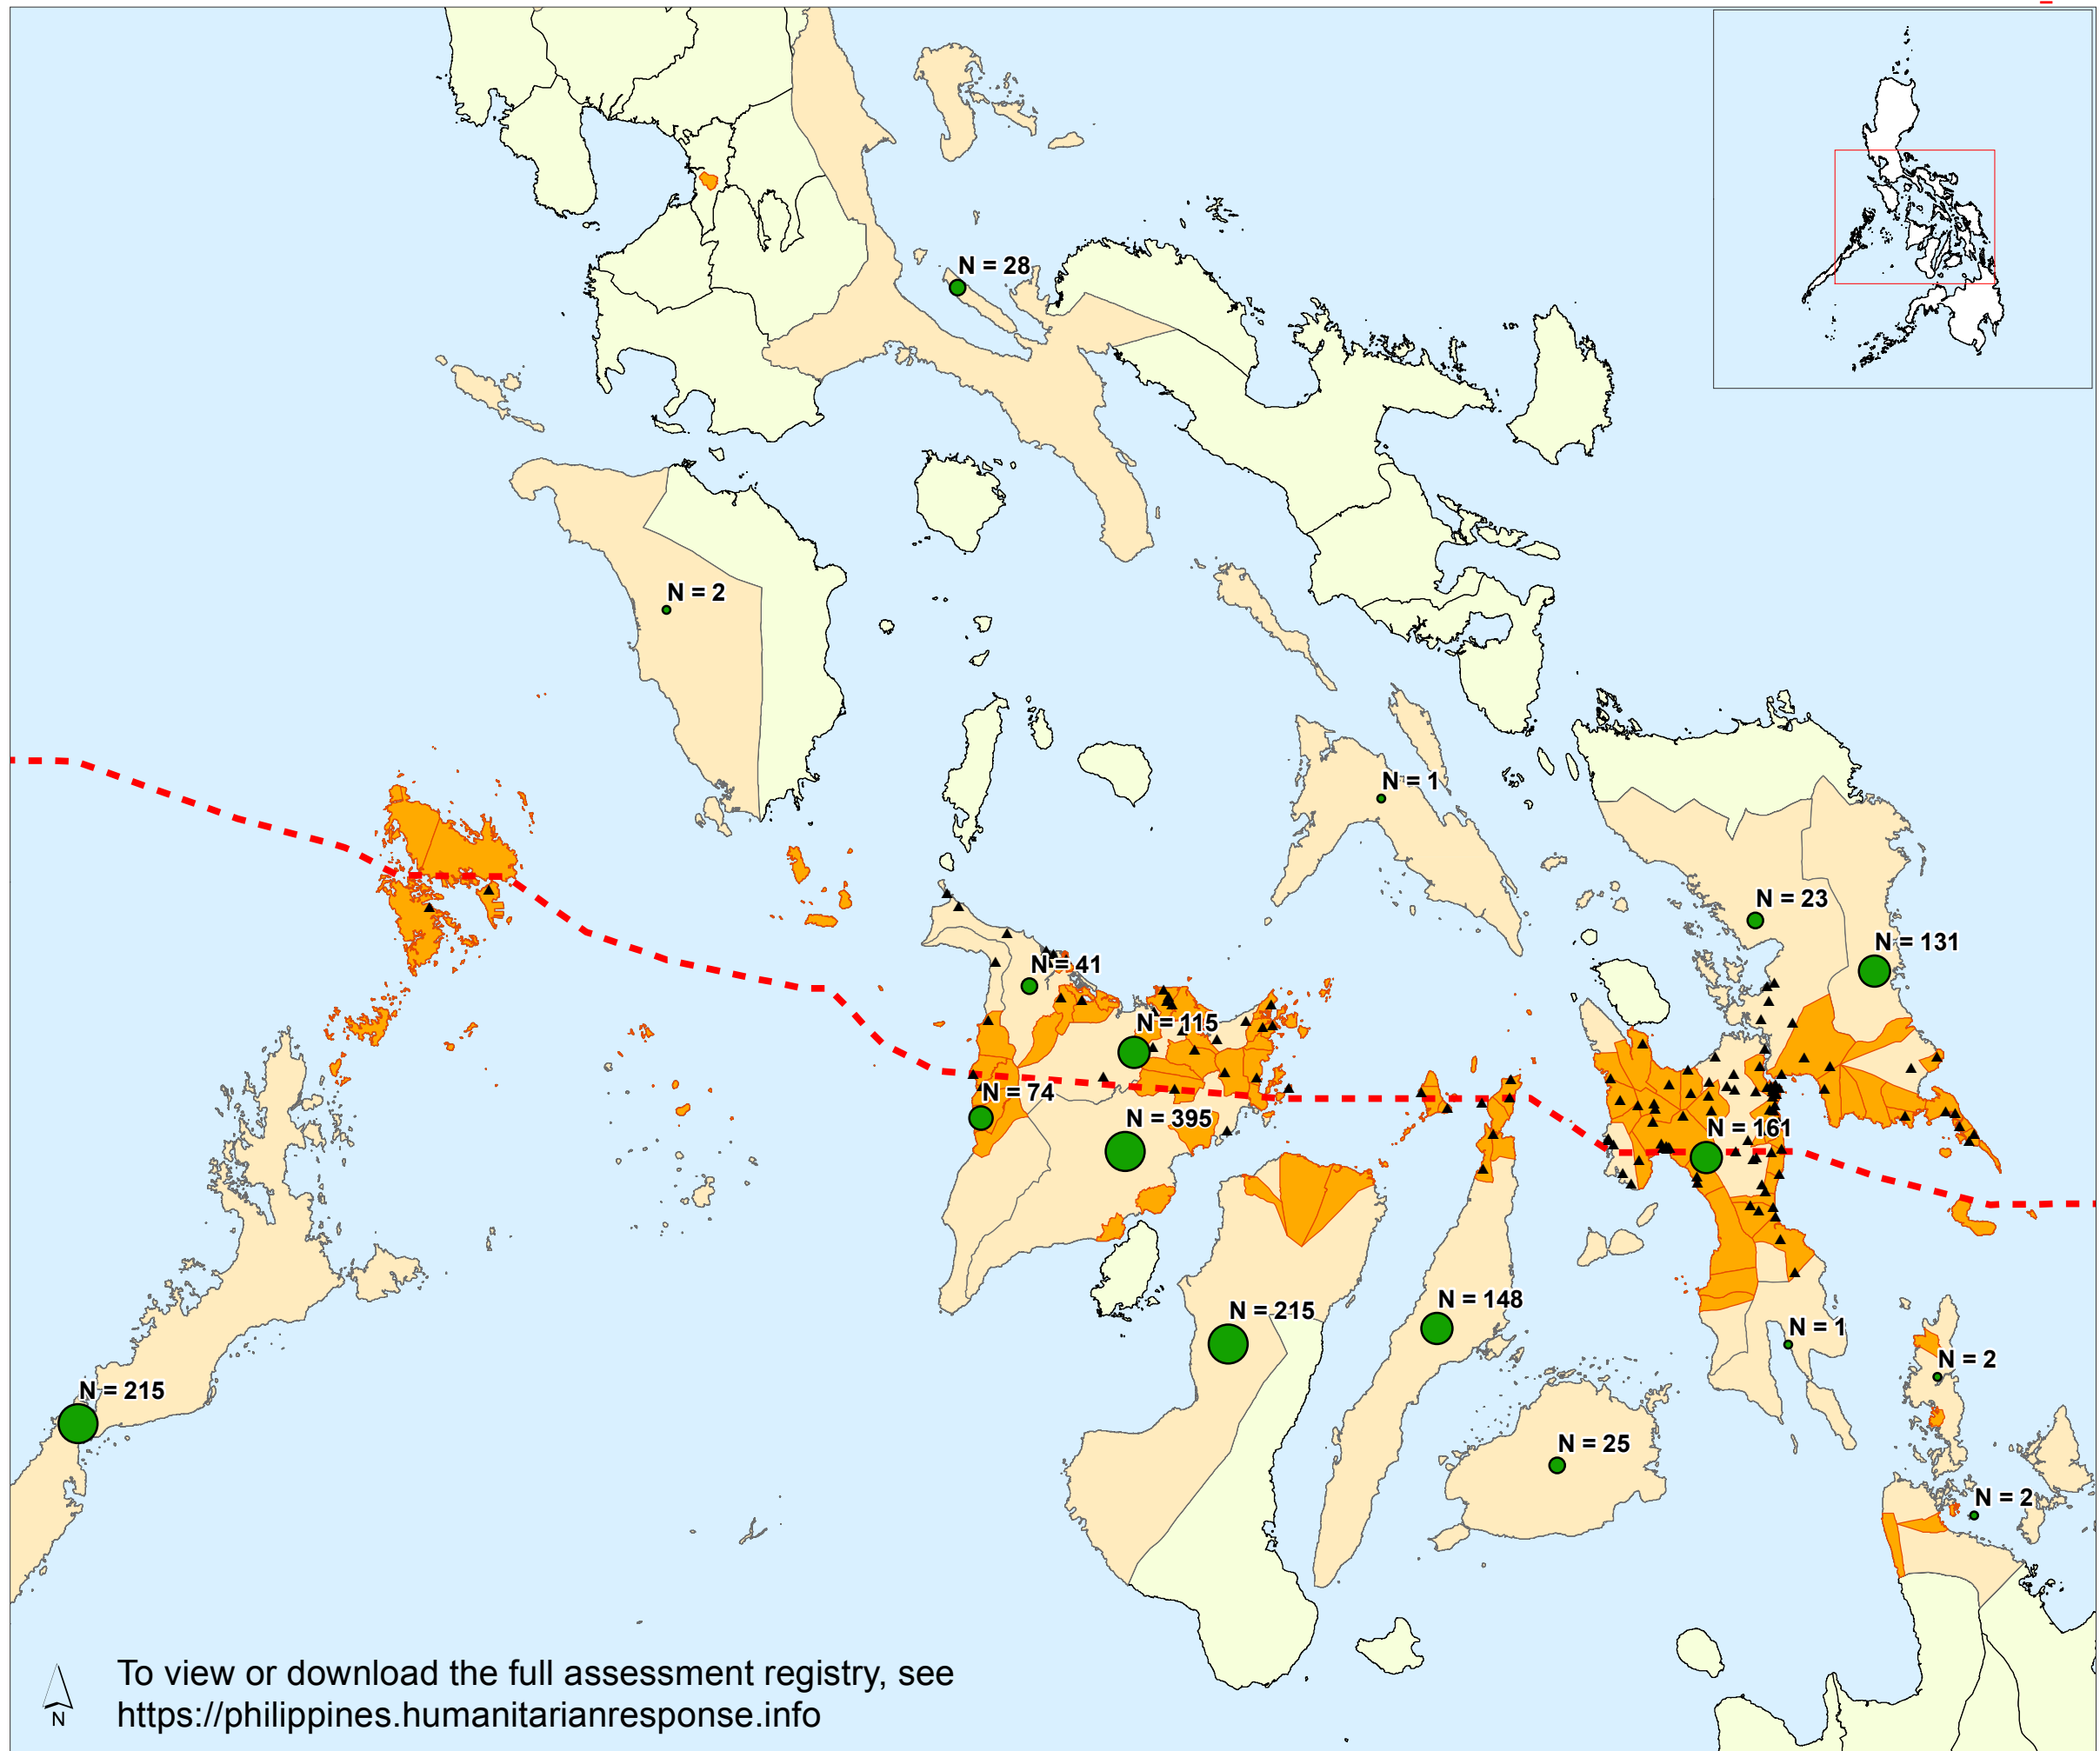 N = 28
N = 2
N = 1
N = 23
N = 131
N = 41
N = 115
N = 74
N = 395
N = 161
N = 215
N = 148
N = 1
N = 2
N = 215
N = 25
N = 2
To view or download the full assessment registry, see
https://philippines.humanitarianresponse.info
N